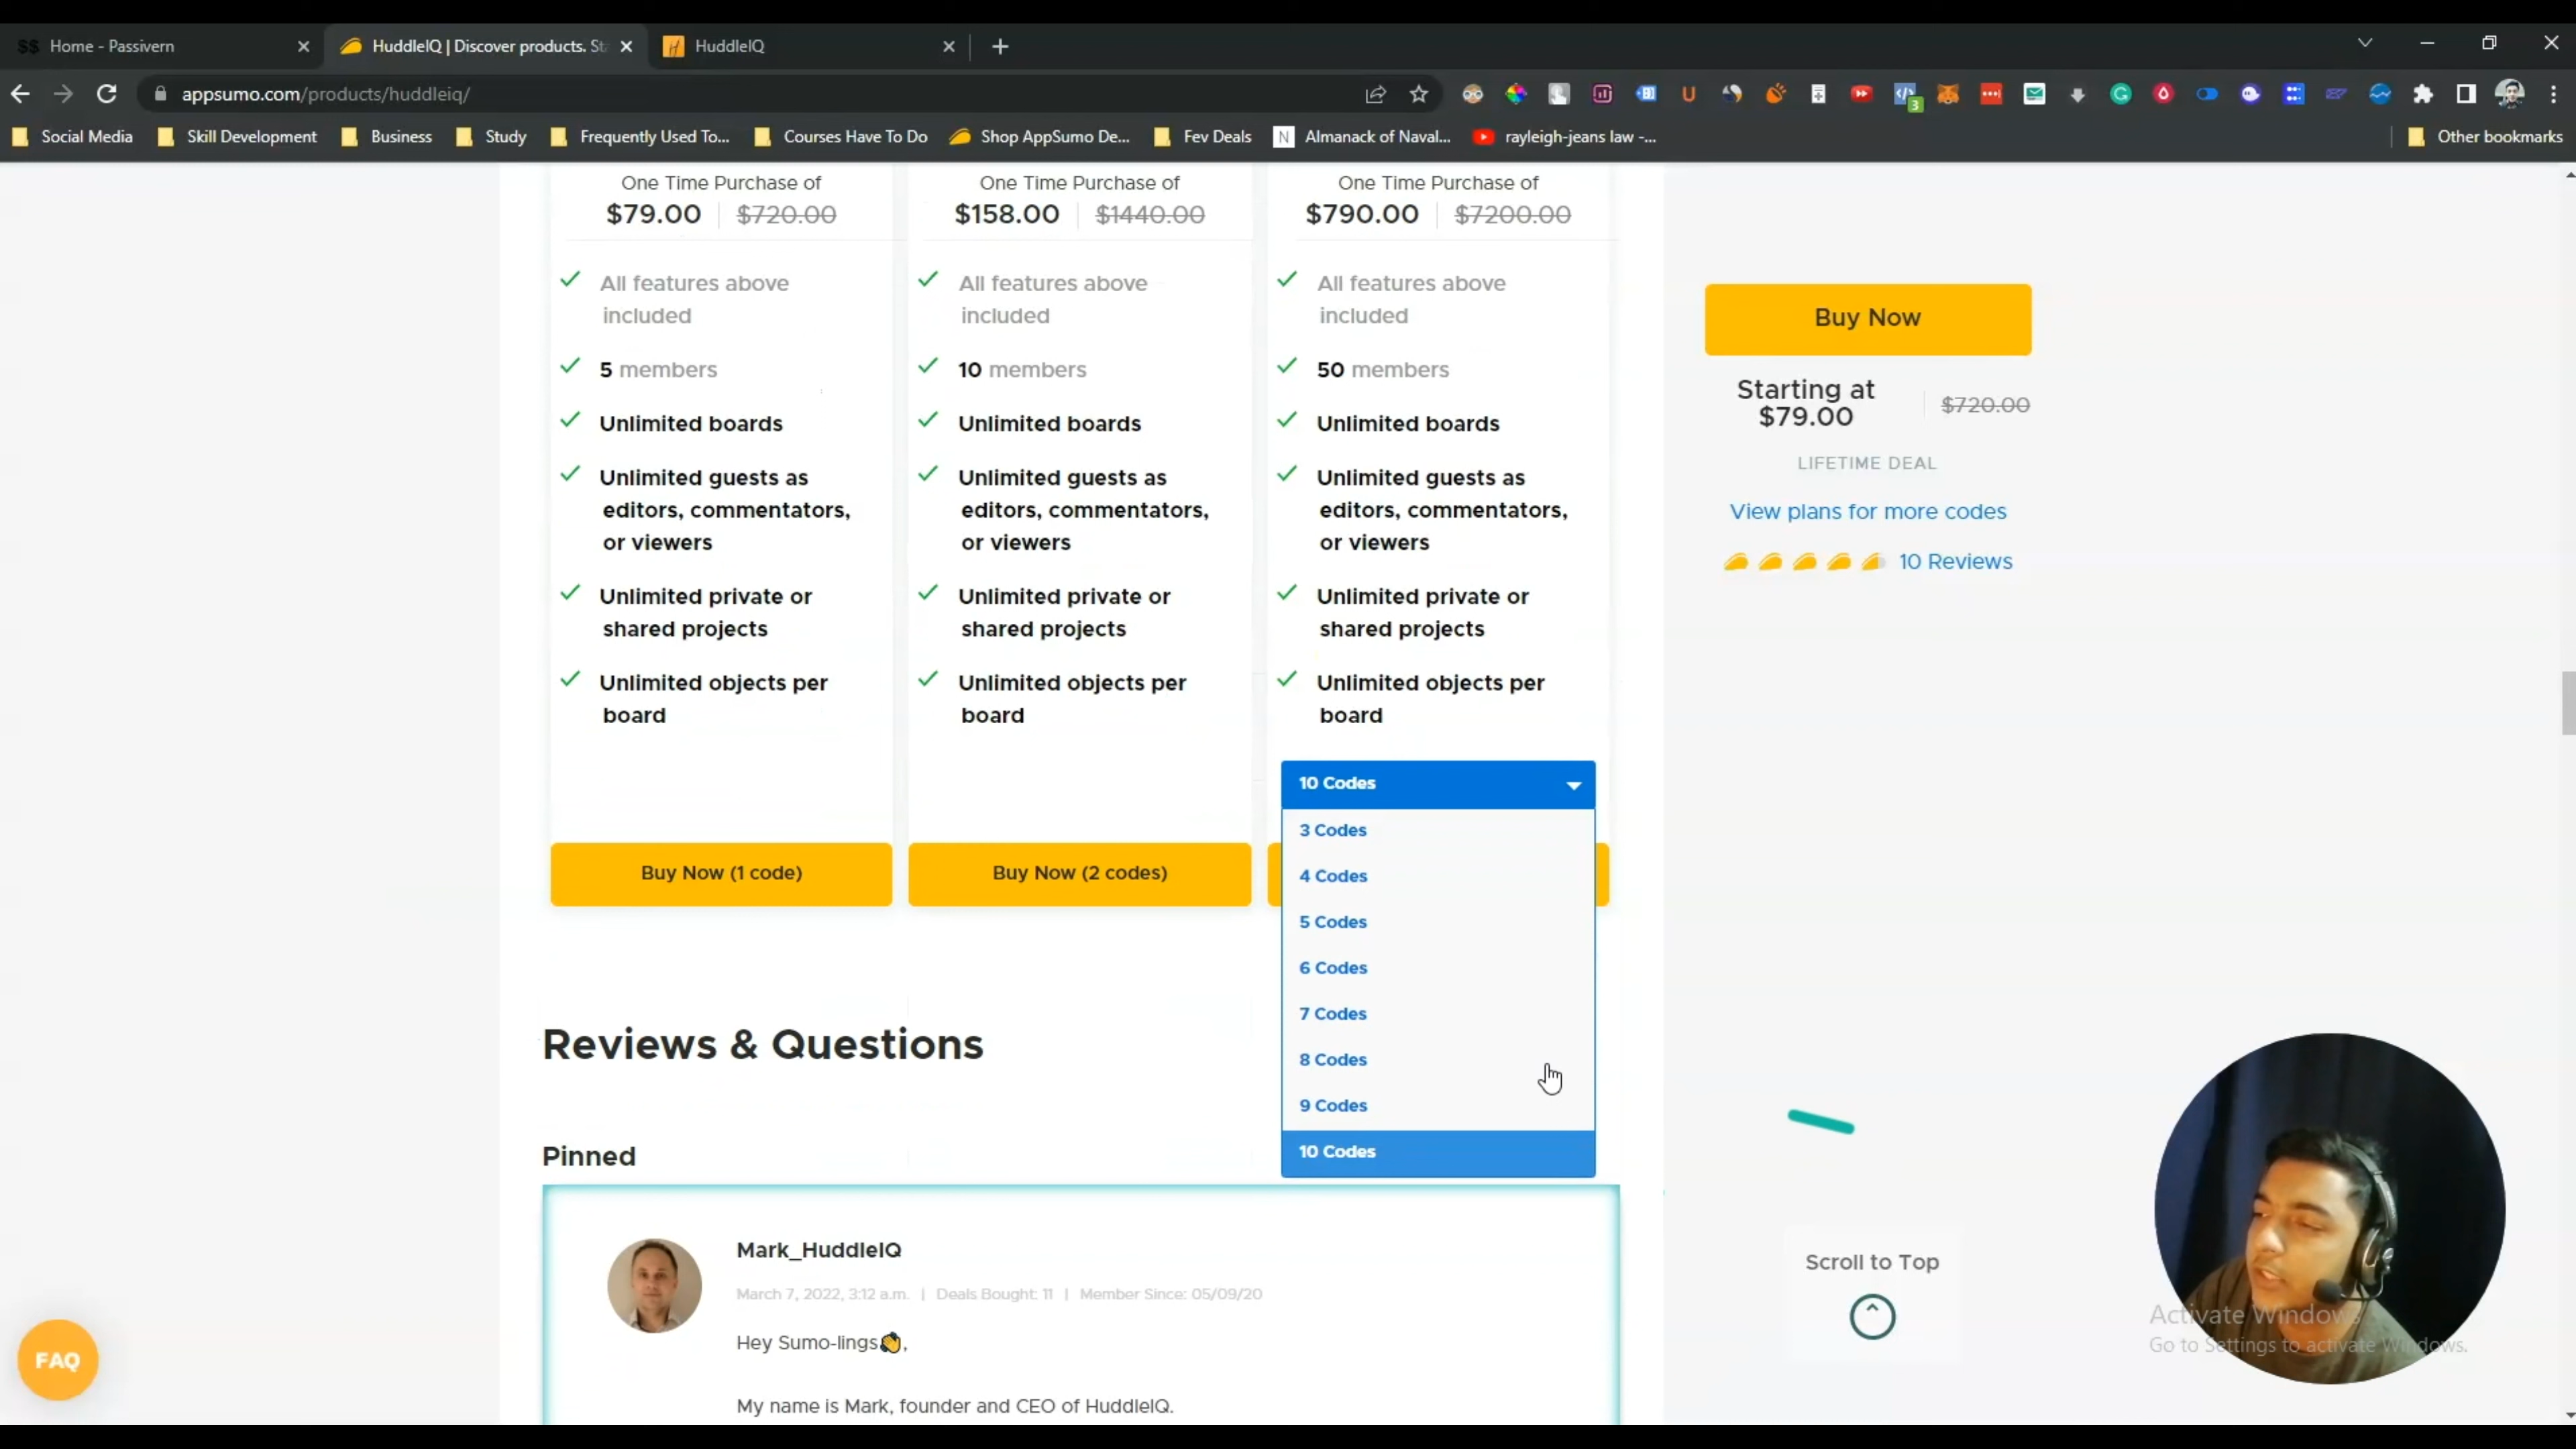 $$ Home - Passivern
HuddleIQ | Discover products. St
HuddleIQ
appsumo.com/products/huddleiq/
Social Media
Skill Development
Business
Study
Frequently Used To...
Courses Have To Do
Shop AppSumo De...
Fev Deals
Almanack of Naval...
rayleigh-jeans law -...
Other bookmarks
One Time Purchase of
$79.00 $720.00
All features above
included
5 members
Unlimited boards
Unlimited guests as
editors, commentators,
or viewers
Unlimited private or
shared projects
Unlimited objects per
board
Buy Now (1 code)
One Time Purchase of
$158.00 $1440.00
All features above
included
10 members
Unlimited boards
Unlimited guests as
editors, commentators,
or viewers
Unlimited private or
shared projects
Unlimited objects per
board
Buy Now (2 codes)
One Time Purchase of
$790.00 $7200.00
All features above
included
50 members
Unlimited boards
Unlimited guests as
editors, commentators,
or viewers
Unlimited private or
shared projects
Unlimited objects per
board
10 Codes
3 Codes
4 Codes
5 Codes
6 Codes
7 Codes
8 Codes
9 Codes
10 Codes
Buy Now
Starting at
$79.00 $720.00
LIFETIME DEAL
View plans for more codes
10 Reviews
Reviews & Questions
Pinned
Mark_HuddleIQ
March 7, 2022, 3:12 a.m. | Deals Bought: 11 | Member Since: 05/09/20
Hey Sumo-lings👏,
My name is Mark, founder and CEO of HuddleIQ.
FAQ
Scroll to Top
Activate Windows
Go to Settings to activate Windows.